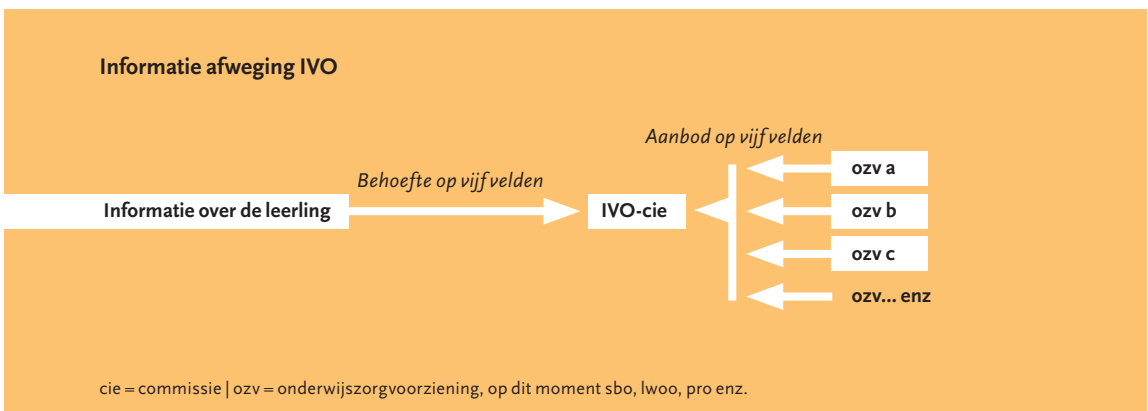 Informatie afweging IVO
Aanbod op vijf velden
Behoefte op vijf velden
ozv a
Informatie over de leerling
IVO-cie
ozv b
ozv c
ozv... enz
cie = commissie | ozv = onderwijszorgvoorziening, op dit moment sbo, lwoo, pro enz.